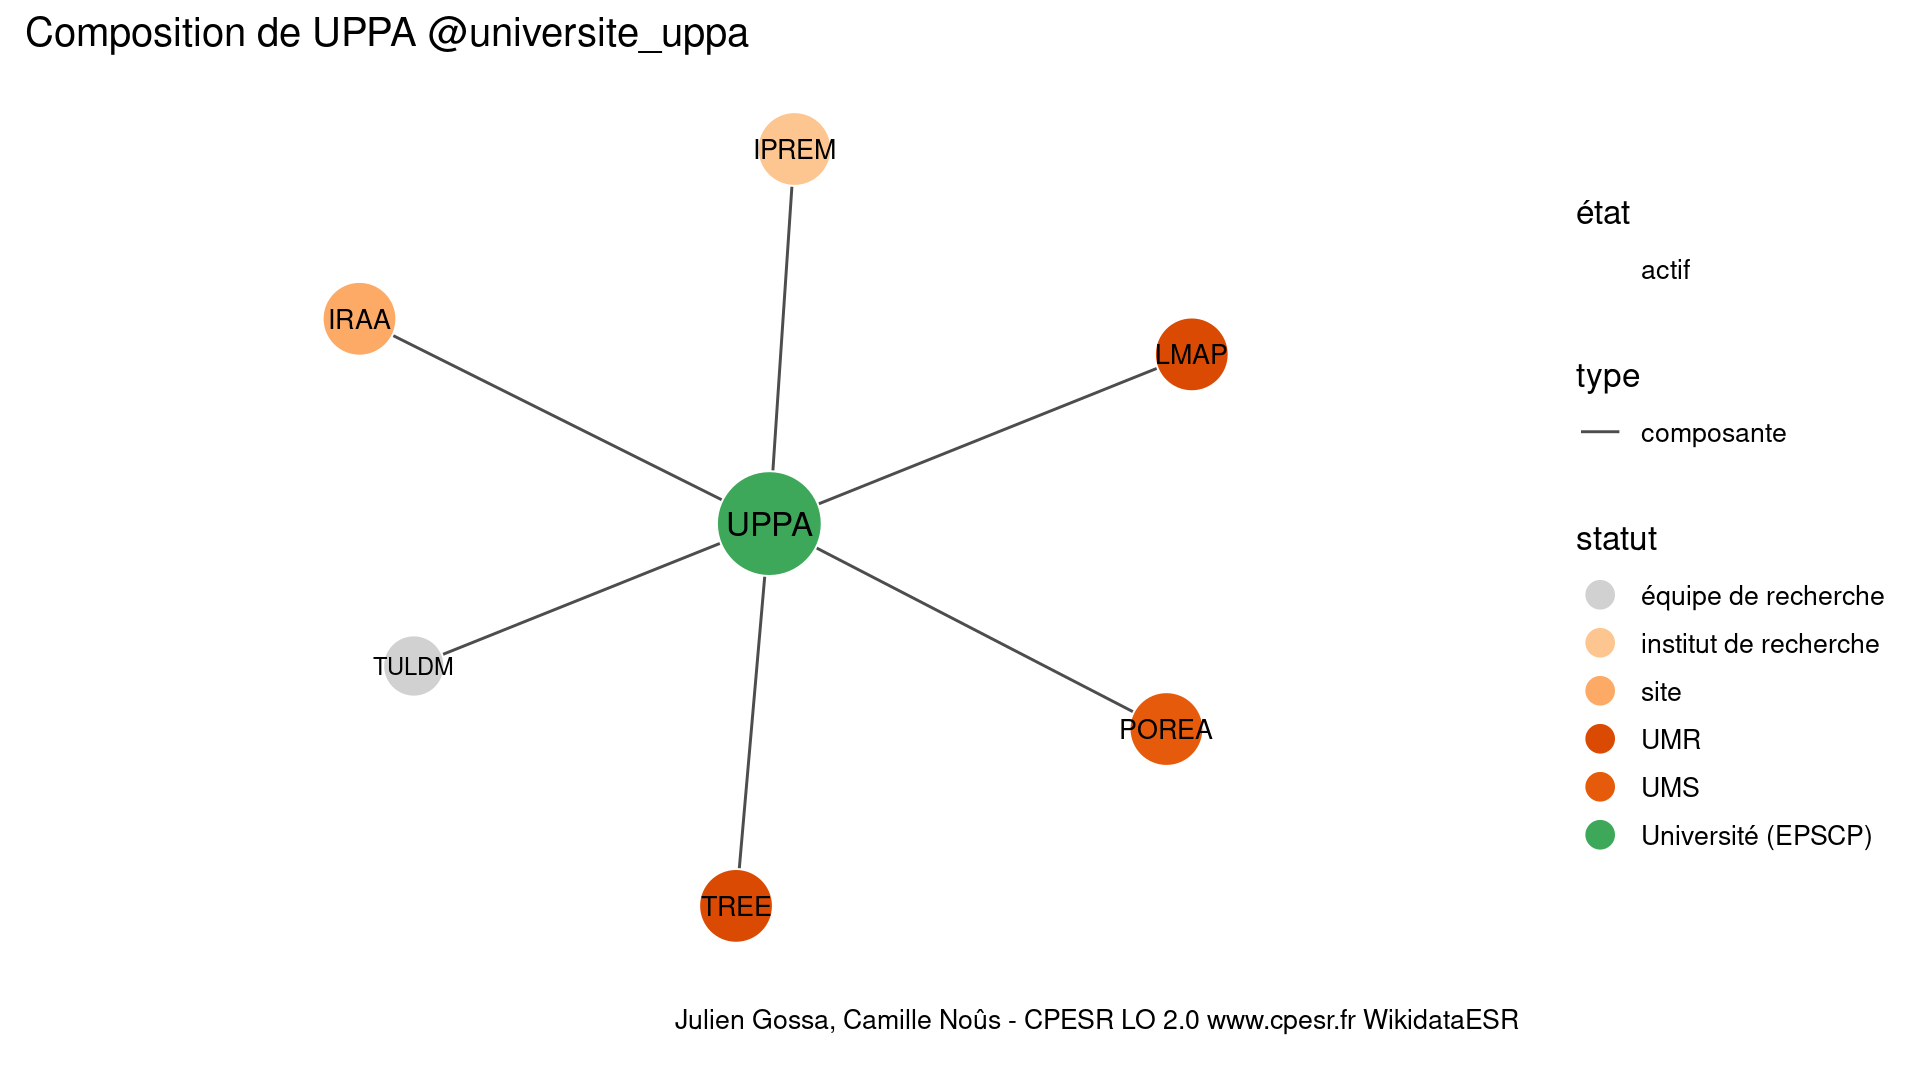 Composition de UPPA @universite_uppa
IPREM
IRAA
LMAP
UPPA
TULDM
POREA
TREE
état
actif
type
composante
statut
équipe de recherche
institut de recherche
site
UMR
UMS
Université (EPSCP)
Julien Gossa, Camille Noûs - CPESR LO 2.0 www.cpesr.fr WikidataESR